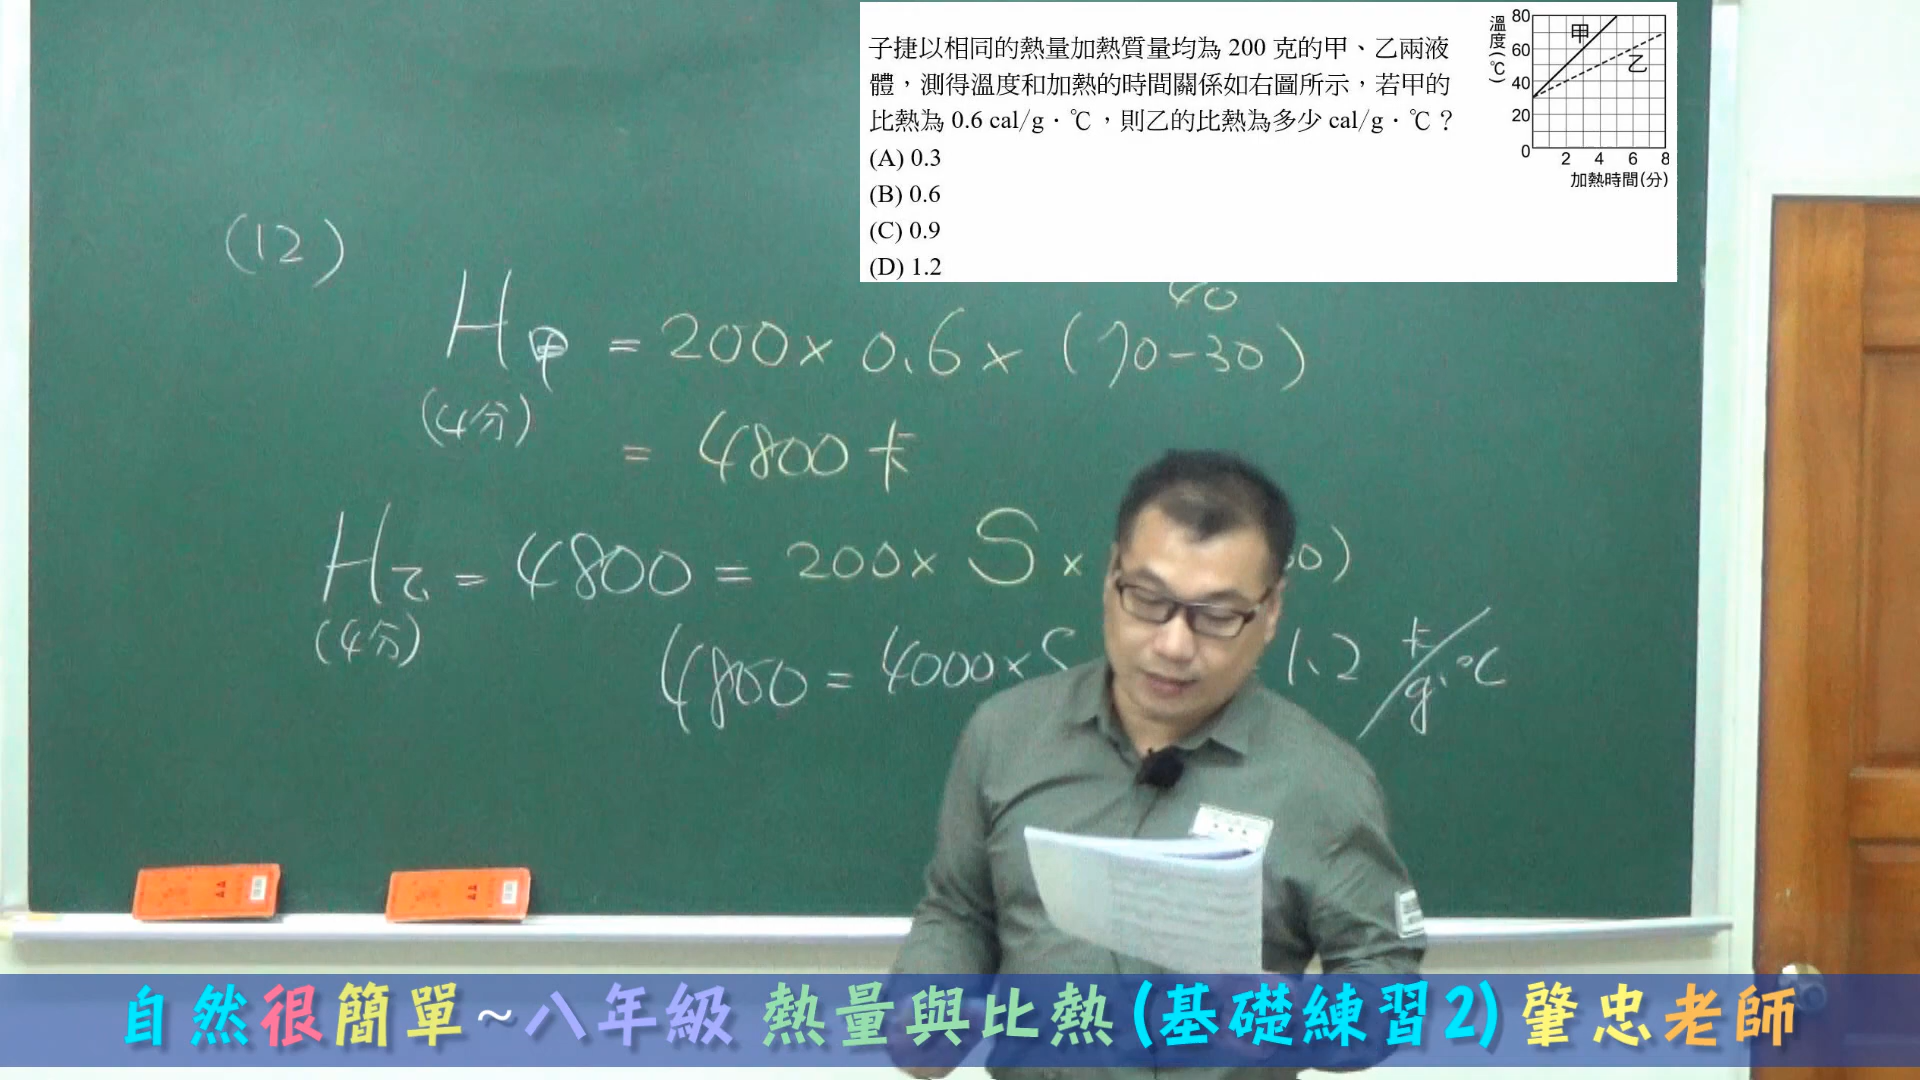 子捷以相同的熱量加熱質量均為 200 克的甲、乙兩液
體，測得溫度和加熱的時間關係如右圖所示，若甲的
比熱為 0.6 cal/g．℃，則乙的比熱為多少 cal/g．℃？
(A) 0.3
(B) 0.6
(C) 0.9
(D) 1.2
溫度(℃)
80
60
40
20
0
甲
乙
2 4 6 8
加熱時間(分)
(12)
40
H甲 = 200 × 0.6 × (70-30)
(4分)
= 4800 卡
H乙 = 4800 = 200 × S ×
(4分)
4800 = 4000 × S
1.2 卡/g.℃
自然很簡單~八年級 熱量與比熱(基礎練習2) 肇忠老師